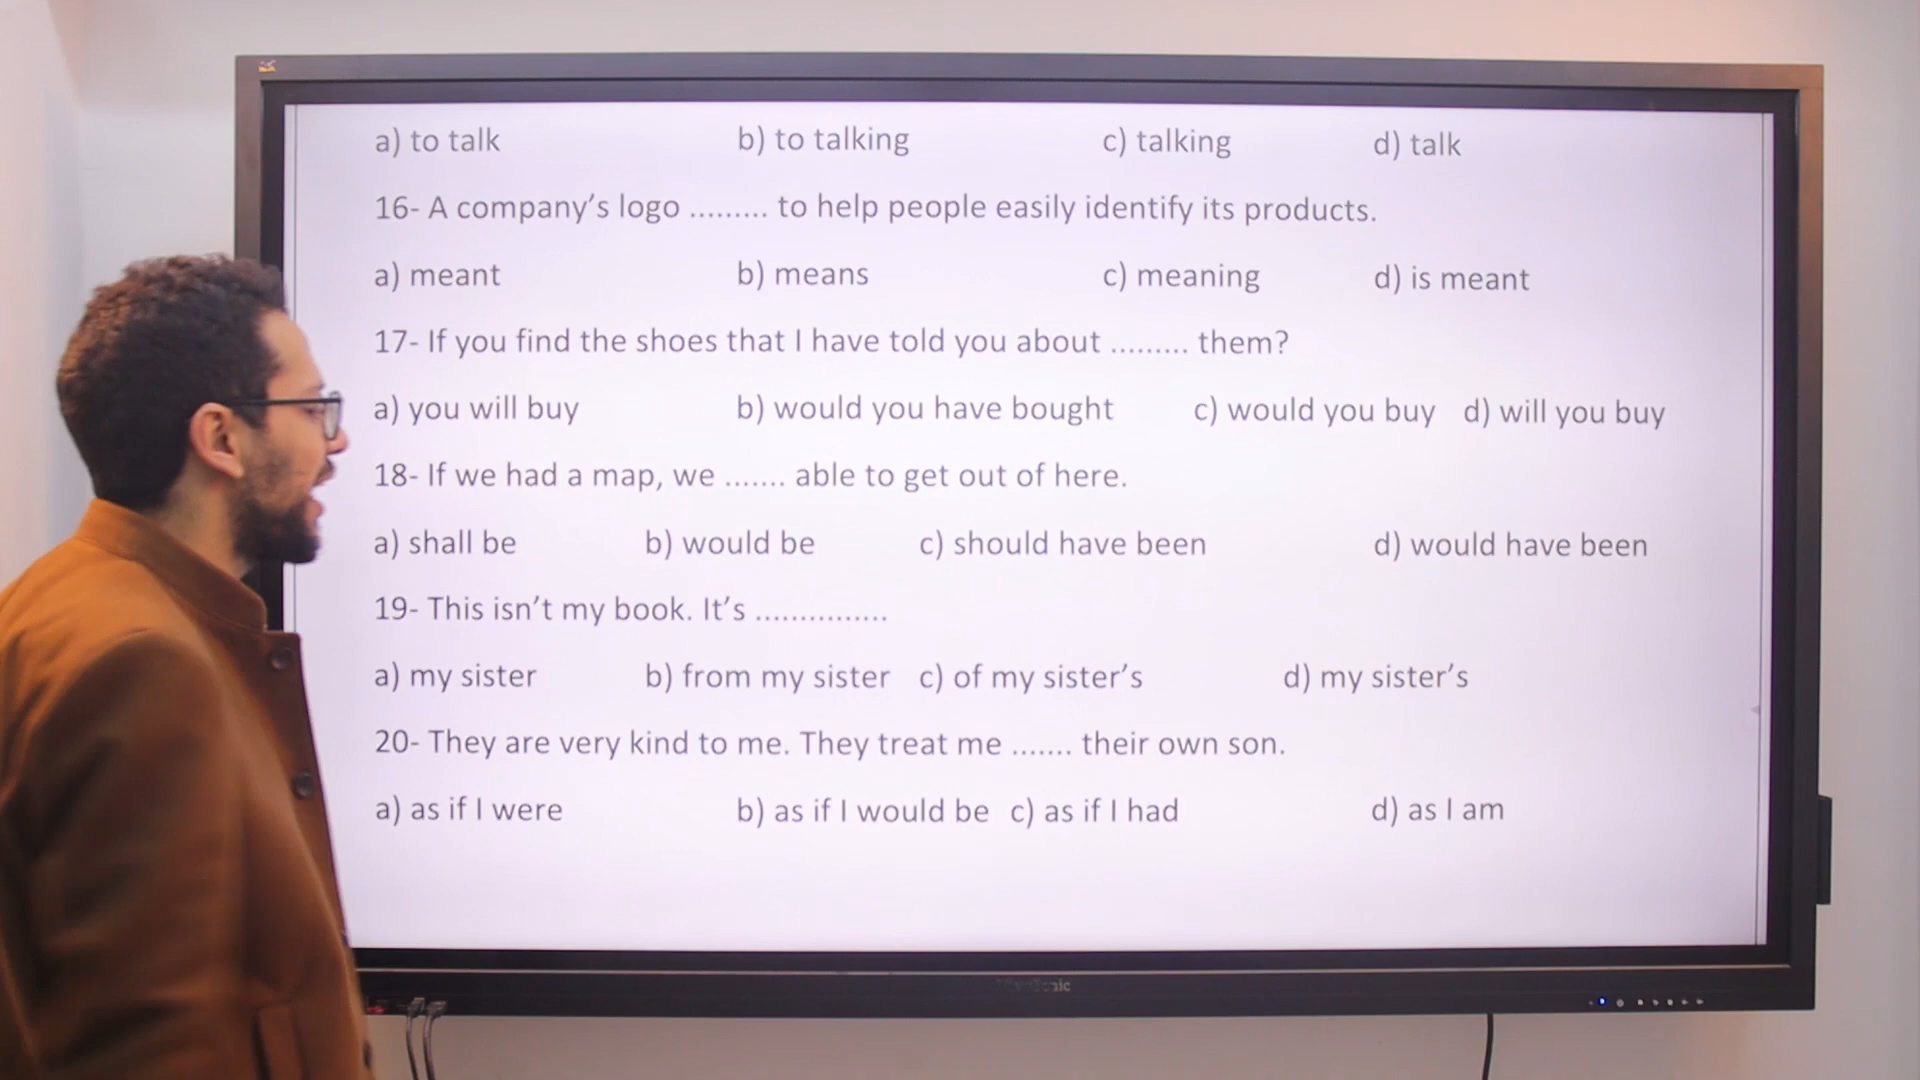 a) to talk b) to talking c) talking d) talk
16- A company’s logo ......... to help people easily identify its products.
a) meant b) means c) meaning d) is meant
17- If you find the shoes that I have told you about ......... them?
a) you will buy b) would you have bought c) would you buy d) will you buy
18- If we had a map, we ....... able to get out of here.
a) shall be b) would be c) should have been d) would have been
19- This isn’t my book. It’s ...............
a) my sister b) from my sister c) of my sister’s d) my sister’s
20- They are very kind to me. They treat me ....... their own son.
a) as if I were b) as if I would be c) as if I had d) as I am